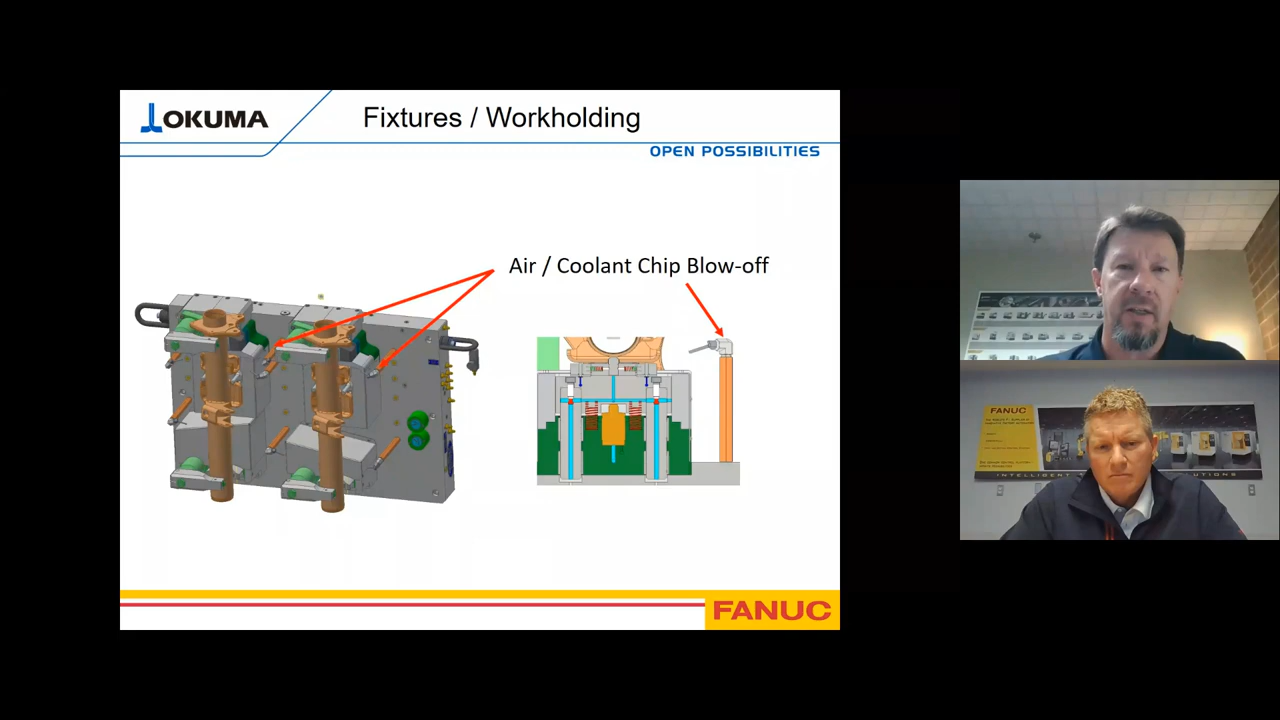 OKUMA
Fixtures / Workholding
OPEN POSSIBILITIES
Air / Coolant Chip Blow-off
FANUC
FANUC